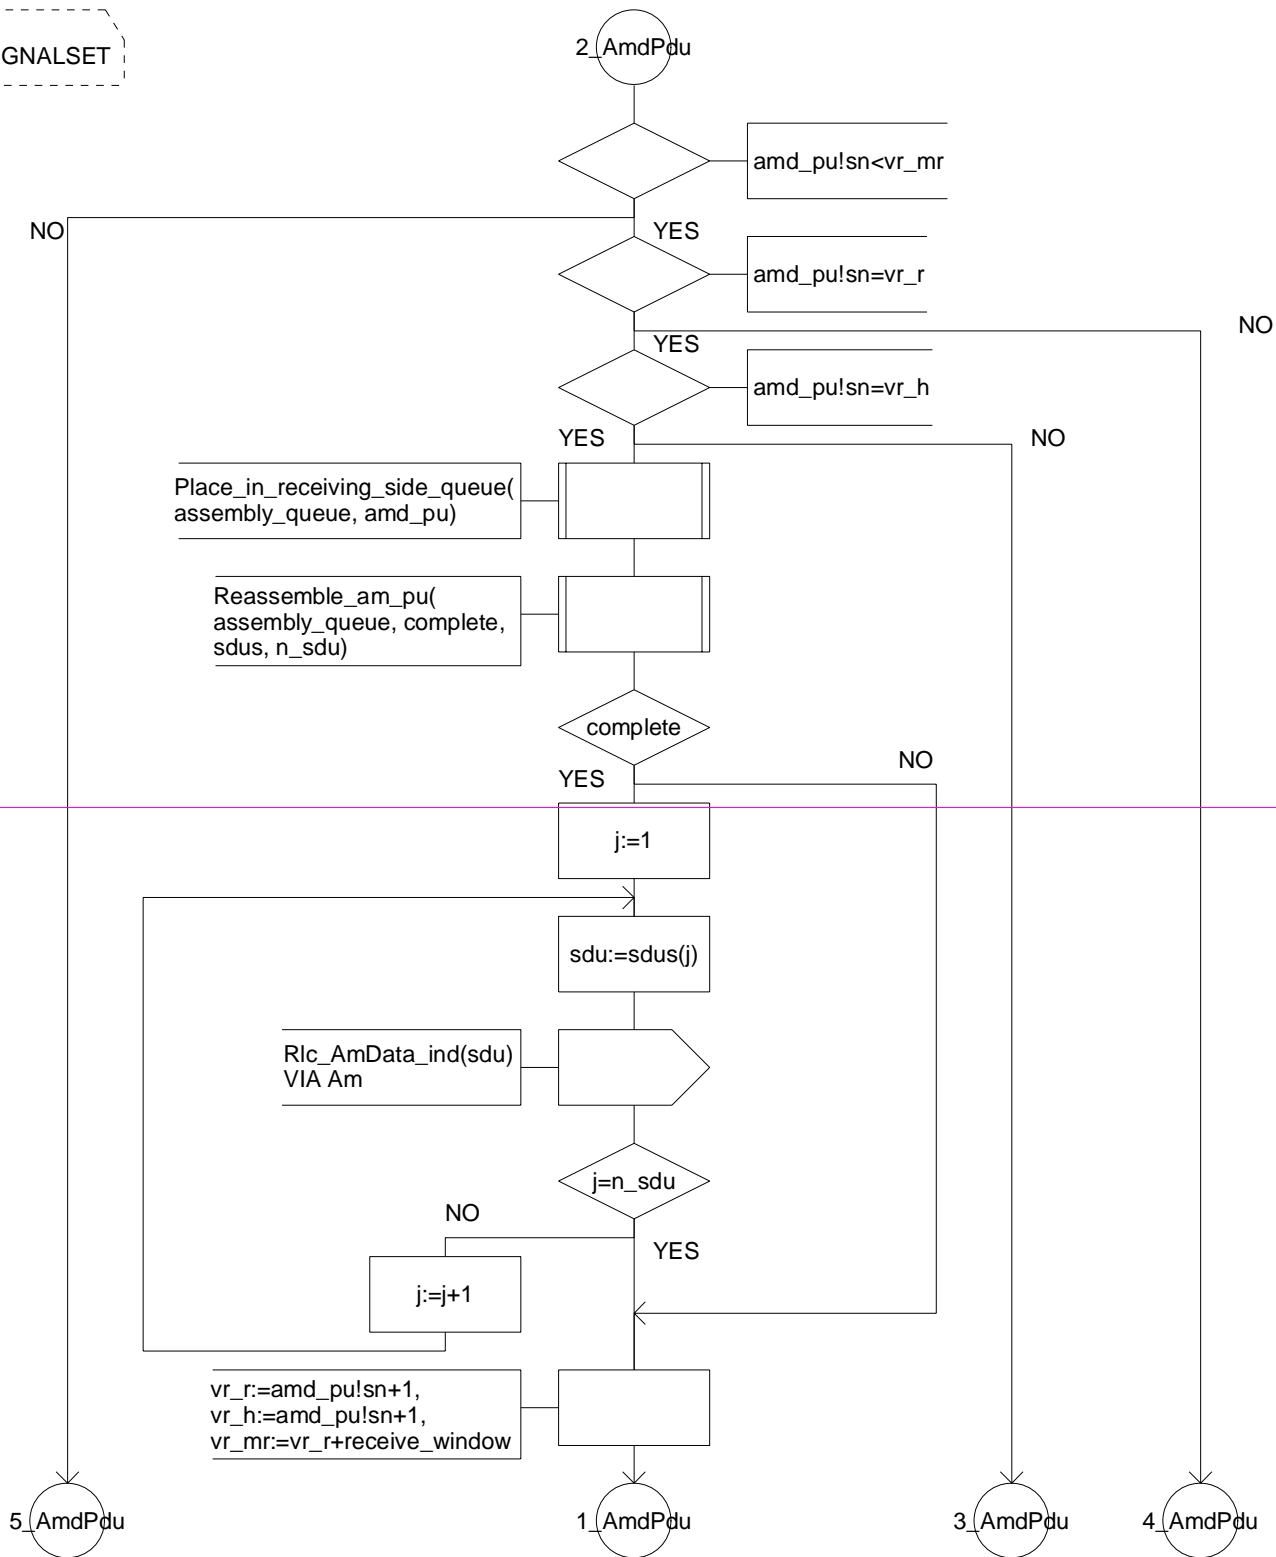 GNALSET
2_AmdPdu
amd_pu!sn<vr_mr
NO
YES
amd_pu!sn=vr_r
NO
YES
amd_pu!sn=vr_h
YES
NO
Place_in_receiving_side_queue(
assembly_queue, amd_pu)
Reassemble_am_pu(
assembly_queue, complete,
sdus, n_sdu)
complete
NO
YES
j:=1
sdu:=sdus(j)
Rlc_AmData_ind(sdu)
VIA Am
j=n_sdu
NO
YES
j:=j+1
vr_r:=amd_pu!sn+1,
vr_h:=amd_pu!sn+1,
vr_mr:=vr_r+receive_window
5_AmdPdu
1_AmdPdu
3_AmdPdu
4_AmdPdu